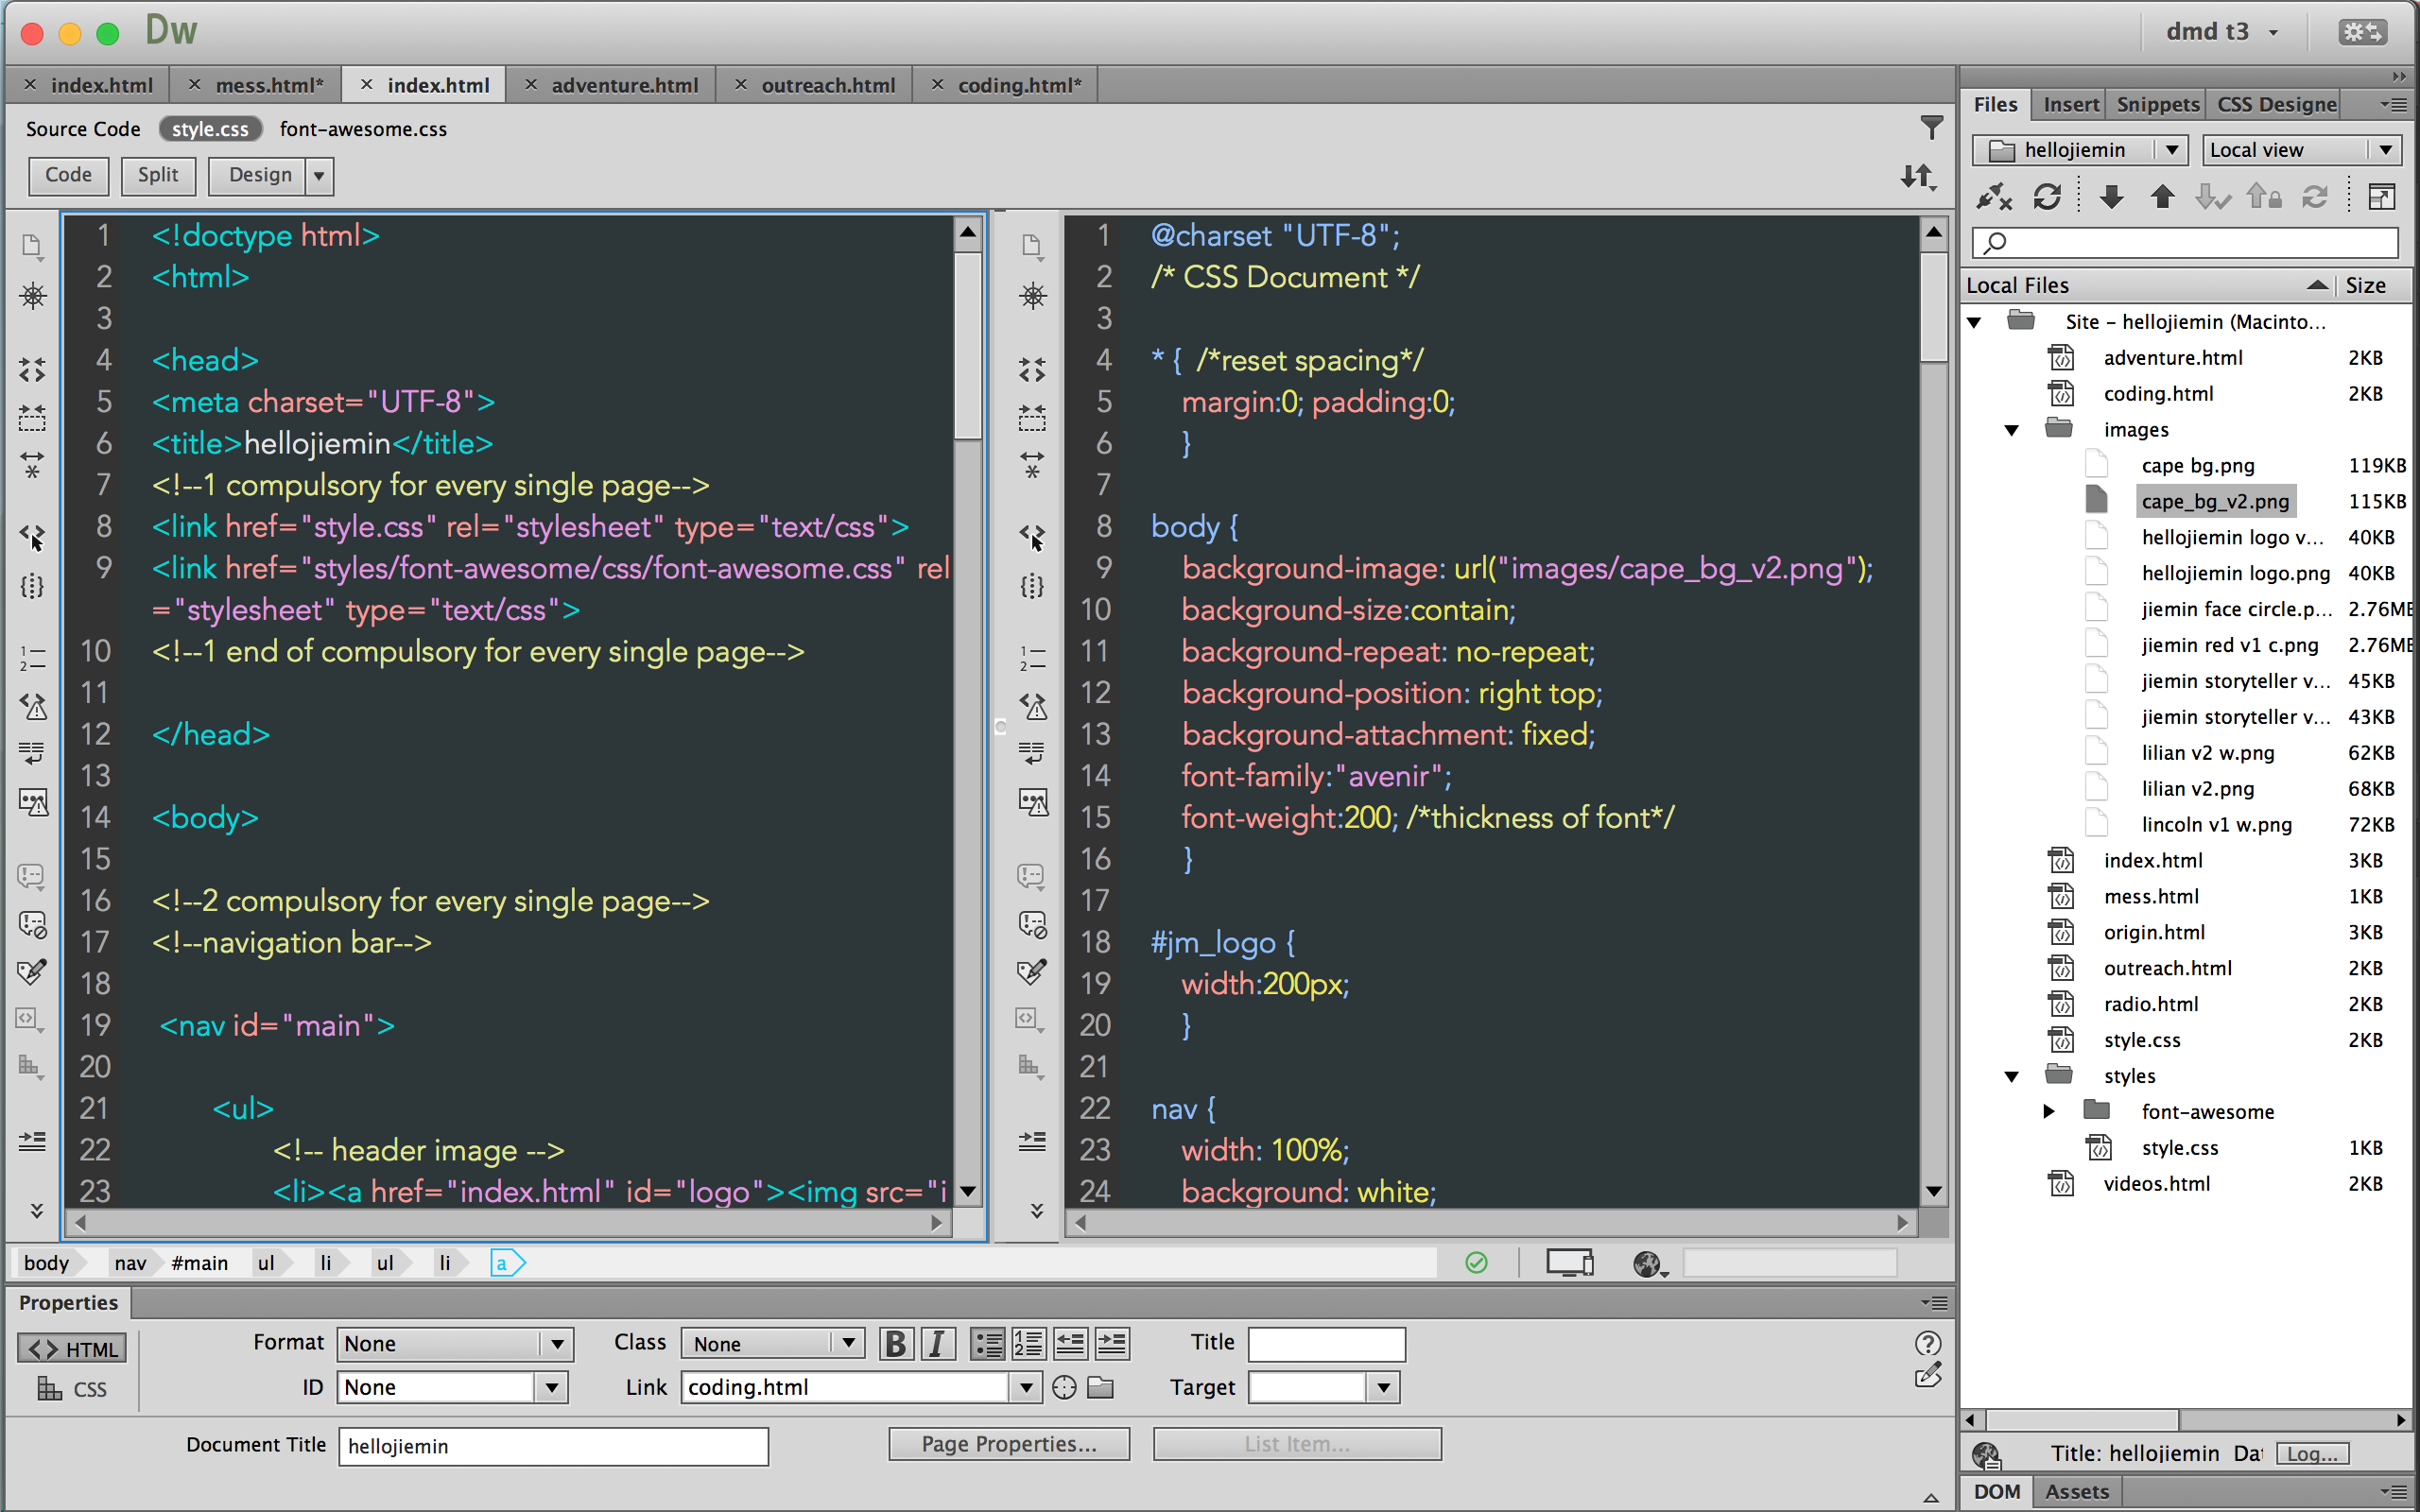 Dw
dmd t3
index.html
mess.html*
index.html
adventure.html
outreach.html
coding.html*
Source Code style.css font-awesome.css
Code Split Design
1 <!doctype html>
2 <html>
3
4 <head>
5 <meta charset="UTF-8">
6 <title>hellojiemin</title>
7 <!--1 compulsory for every single page-->
8 <link href="style.css" rel="stylesheet" type="text/css">
9 <link href="styles/font-awesome/css/font-awesome.css" rel
="stylesheet" type="text/css">
10 <!--1 end of compulsory for every single page-->
11
12 </head>
13
14 <body>
15
16 <!--2 compulsory for every single page-->
17 <!--navigation bar-->
18
19 <nav id="main">
20
21 <ul>
22 <!-- header image -->
23 <li><a href="index.html" id="logo"><img src="i
1 @charset "UTF-8";
2 /* CSS Document */
3
4 * { /*reset spacing*/
5 margin:0; padding:0;
6 }
7
8 body {
9 background-image: url("images/cape_bg_v2.png");
10 background-size:contain;
11 background-repeat: no-repeat;
12 background-position: right top;
13 background-attachment: fixed;
14 font-family:"avenir";
15 font-weight:200; /*thickness of font*/
16 }
17
18 #jm_logo {
19 width:200px;
20 }
21
22 nav {
23 width: 100%;
24 background: white;
body nav #main ul li ul li a
Properties
HTML
CSS
Format None Class None B I Title
ID None Link coding.html Target
Document Title hellojiemin Page Properties... List Item...
Files Insert Snippets CSS Designe
hellojiemin Local view
Local Files Size
Site – hellojiemin (Macinto...
adventure.html 2KB
coding.html 2KB
images
cape bg.png 119KB
cape_bg_v2.png 115KB
hellojiemin logo v... 40KB
hellojiemin logo.png 40KB
jiemin face circle.p... 2.76MB
jiemin red v1 c.png 2.76MB
jiemin storyteller v... 45KB
jiemin storyteller v... 43KB
lilian v2 w.png 62KB
lilian v2.png 68KB
lincoln v1 w.png 72KB
index.html 3KB
mess.html 1KB
origin.html 3KB
outreach.html 2KB
radio.html 2KB
style.css 2KB
styles
font-awesome
style.css 1KB
videos.html 2KB
Title: hellojiemin Dat Log...
DOM Assets